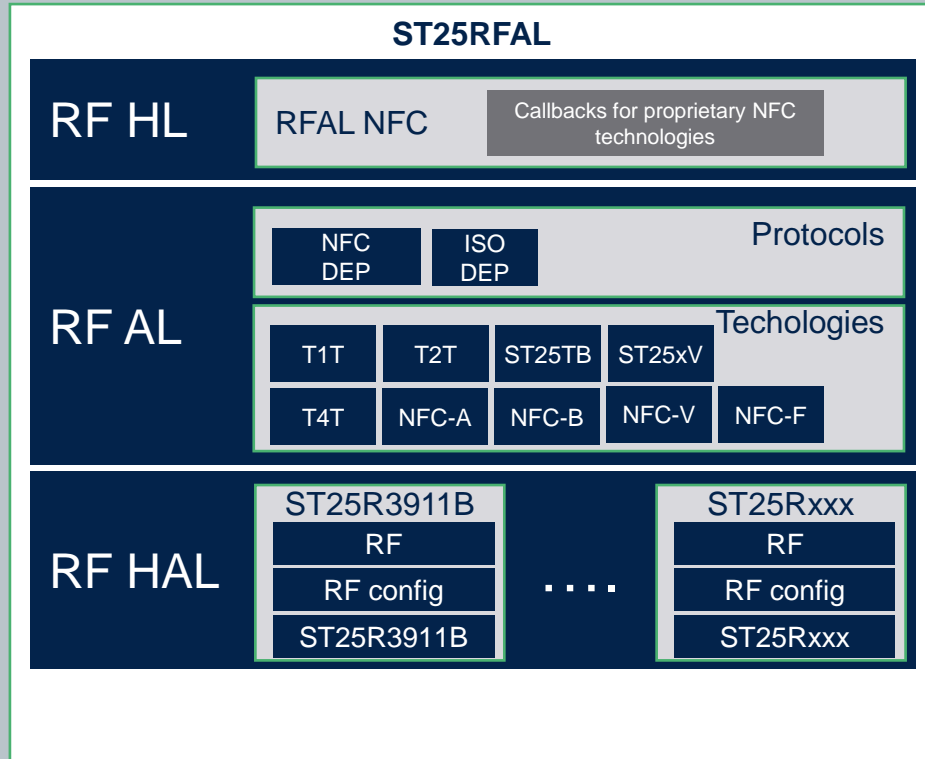 ST25RFAL
RF HL
RFAL NFC
Callbacks for proprietary NFC
technologies
RF AL
Protocols
NFC
DEP
ISO
DEP
Techologies
T1T
T2T
ST25TB
ST25xV
T4T
NFC-A
NFC-B
NFC-V
NFC-F
RF HAL
ST25R3911B
RF
RF config
ST25R3911B
....
ST25Rxxx
RF
RF config
ST25Rxxx